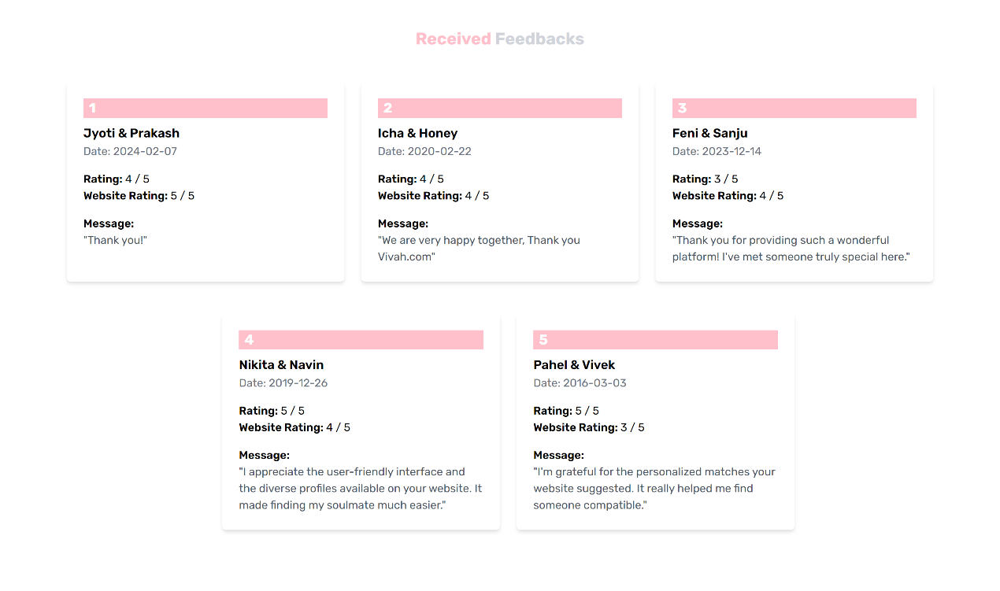 Received Feedbacks
1
Jyoti & Prakash
Date: 2024-02-07
Rating: 4 / 5
Website Rating: 5 / 5
Message:
"Thank you!"
2
Icha & Honey
Date: 2020-02-22
Rating: 4 / 5
Website Rating: 4 / 5
Message:
"We are very happy together, Thank you
Vivah.com"
3
Feni & Sanju
Date: 2023-12-14
Rating: 3 / 5
Website Rating: 4 / 5
Message:
"Thank you for providing such a wonderful
platform! I've met someone truly special here."
4
Nikita & Navin
Date: 2019-12-26
Rating: 5 / 5
Website Rating: 4 / 5
Message:
"I appreciate the user-friendly interface and
the diverse profiles available on your website. It
made finding my soulmate much easier."
5
Pahel & Vivek
Date: 2016-03-03
Rating: 5 / 5
Website Rating: 3 / 5
Message:
"I'm grateful for the personalized matches your
website suggested. It really helped me find
someone compatible."